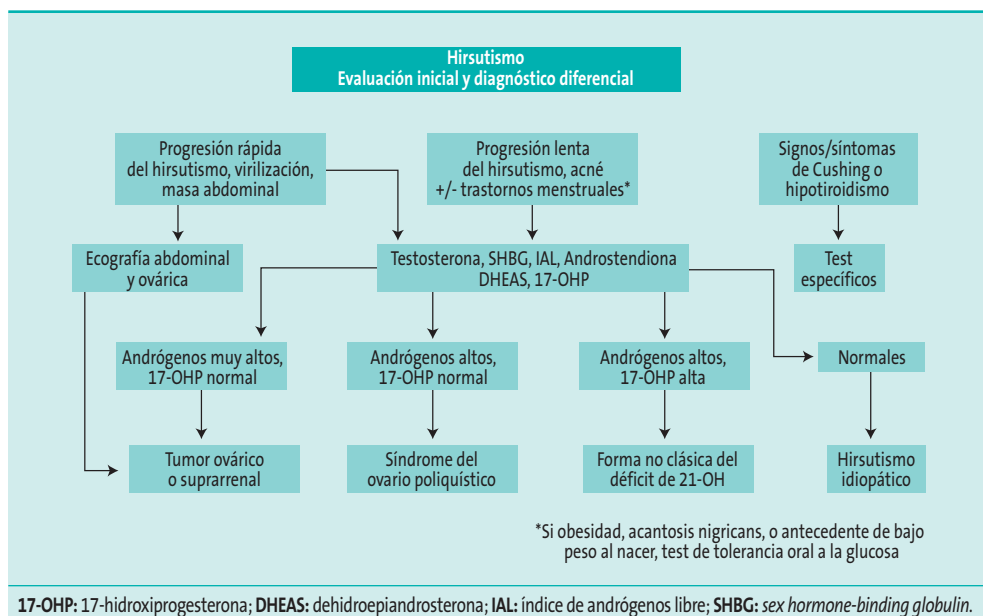 Hirsutismo
Evaluación inicial y diagnóstico diferencial
Progresión rápida
del hirsutismo, virilización,
masa abdominal
Progresión lenta
del hirsutismo, acné
+/- trastornos menstruales*
Signos/síntomas
de Cushing o
hipotiroidismo
Ecografía abdominal
y ovárica
Testosterona, SHBG, IAL, Androstendiona
DHEAS, 17-OHP
Test
específicos
Andrógenos muy altos,
17-OHP normal
Andrógenos altos,
17-OHP normal
Andrógenos altos,
17-OHP alta
Normales
Tumor ovárico
o suprarrenal
Síndrome del
ovario poliquístico
Forma no clásica del
déficit de 21-OH
Hirsutismo
idiopático
*Si obesidad, acantosis nigricans, o antecedente de bajo
peso al nacer, test de tolerancia oral a la glucosa
17-OHP: 17-hidroxiprogesterona; DHEAS: dehidroepiandrosterona; IAL: índice de andrógenos libre; SHBG: sex hormone-binding globulin.